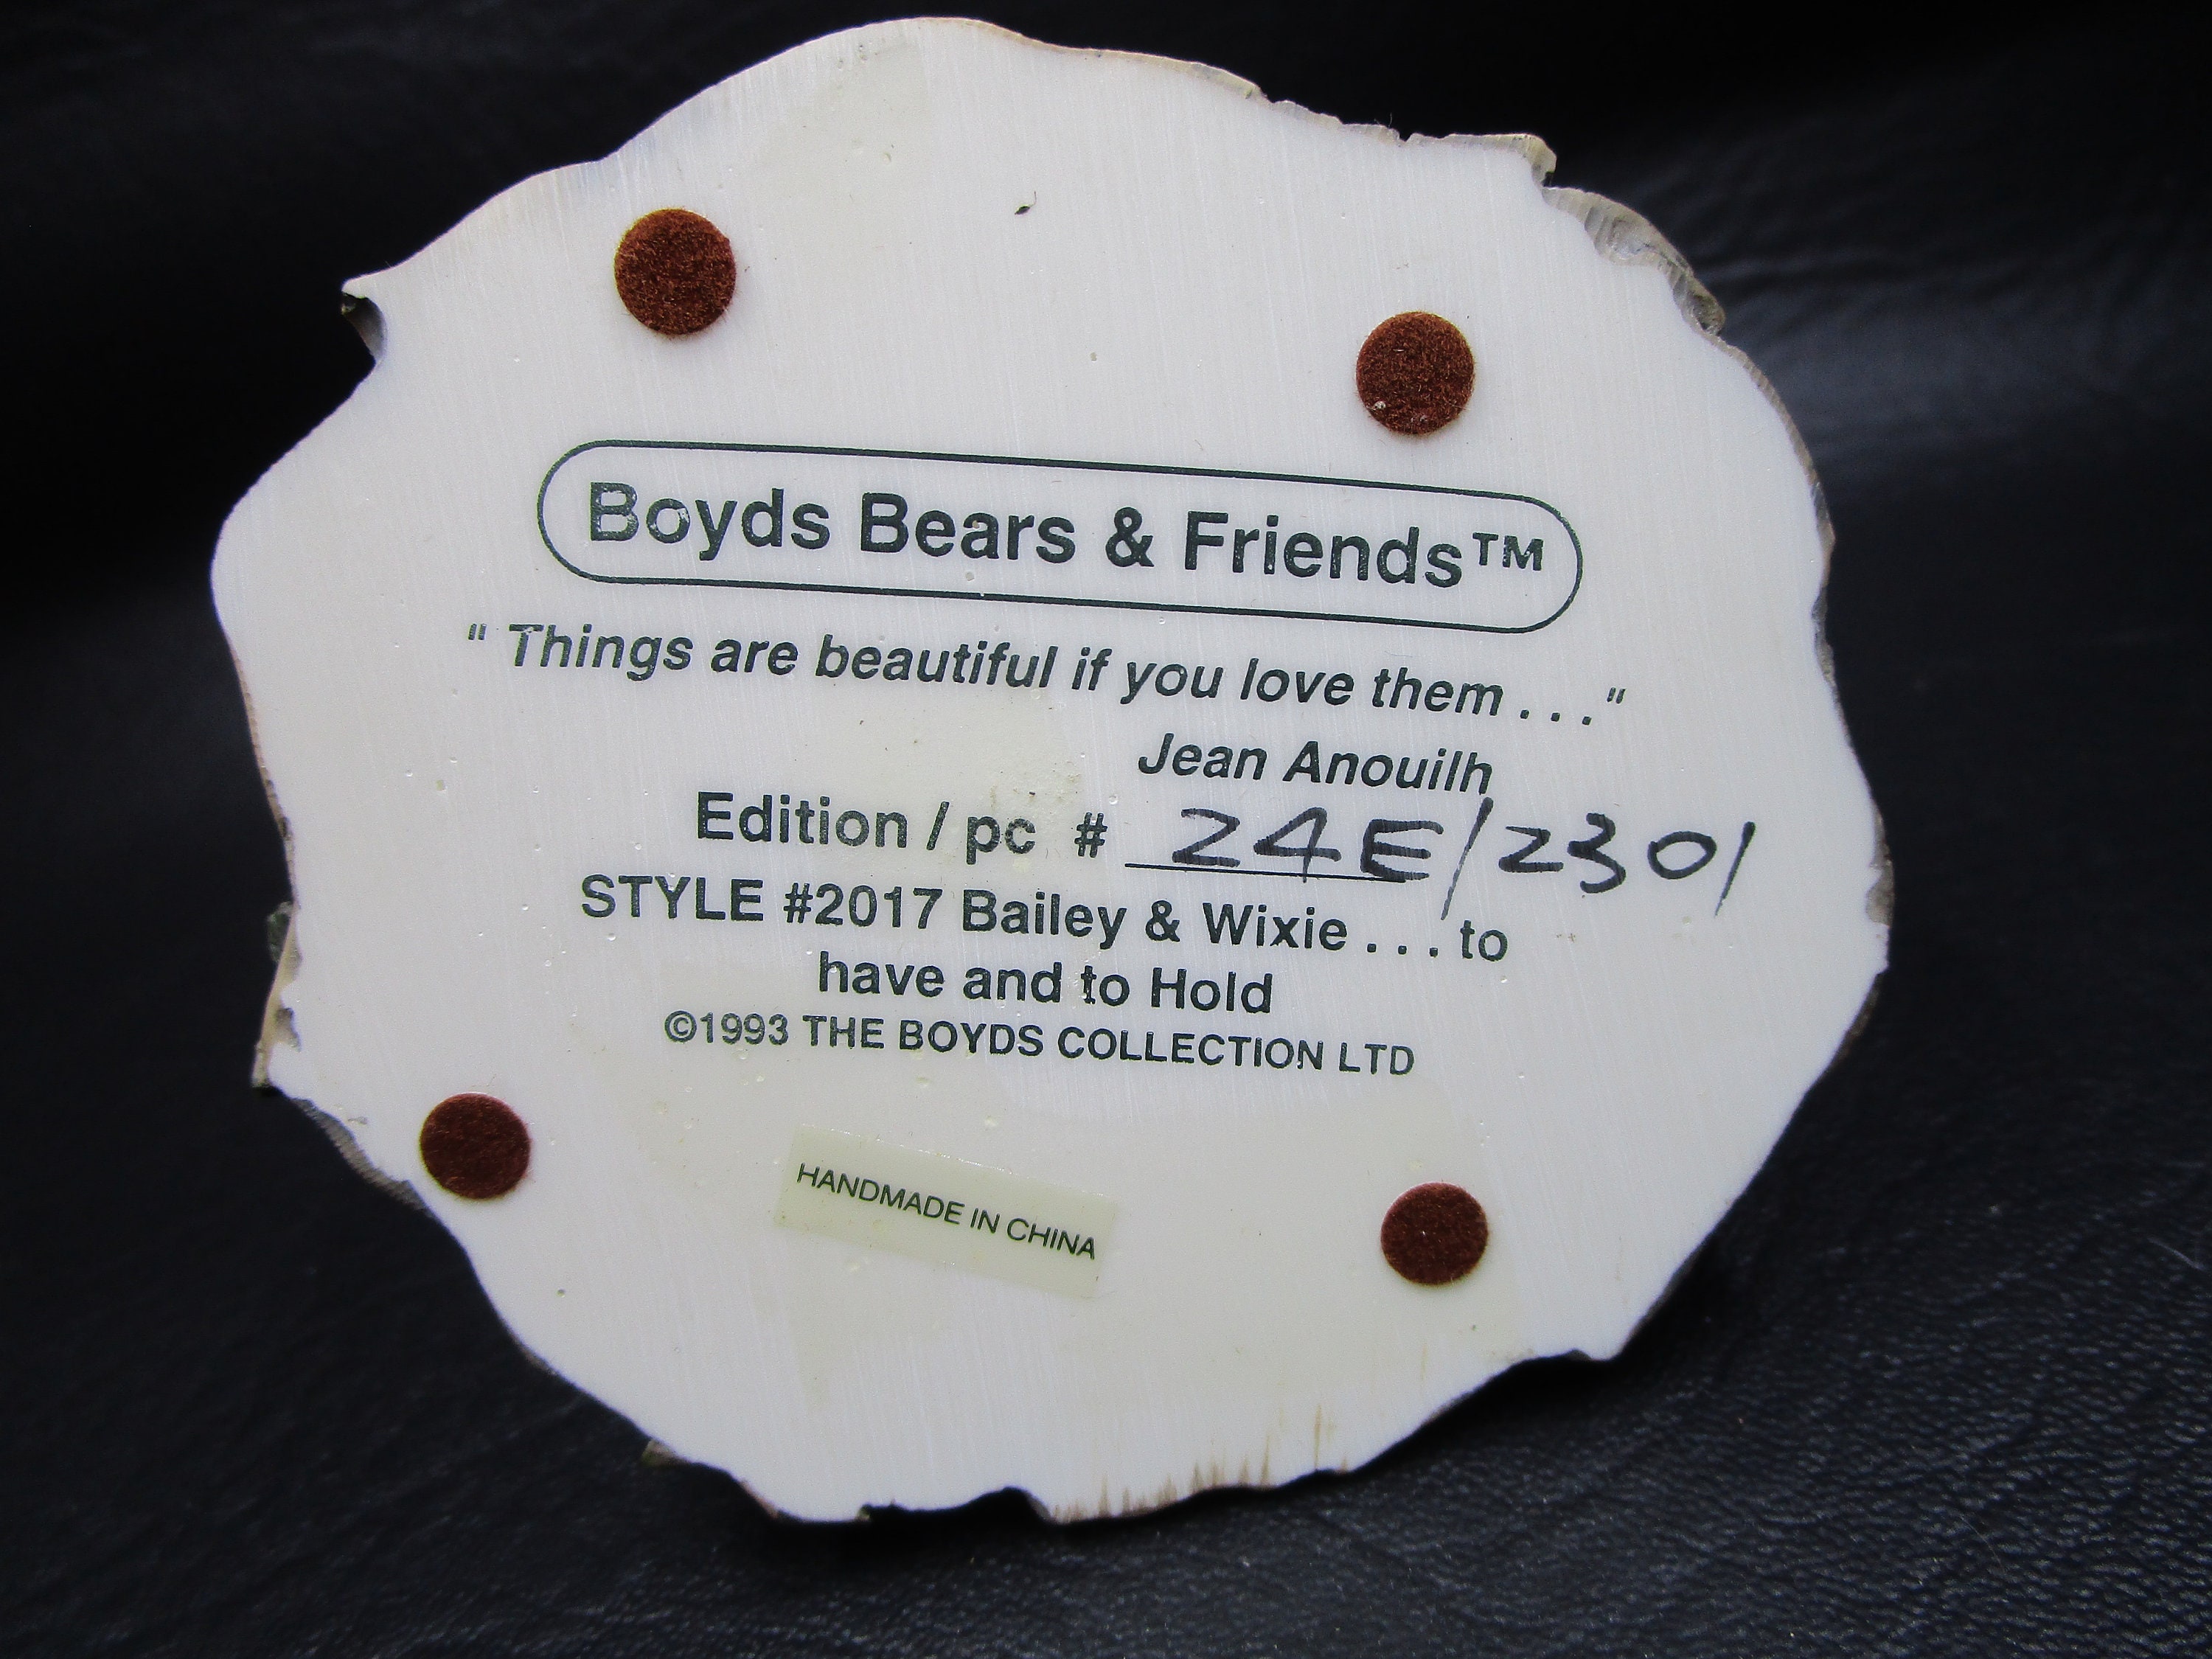 Boyds Bears & Friends™
" Things are beautiful if you love them . . . "
Jean Anouilh
Edition / pc # 24E/2301
STYLE #2017 Bailey & Wixie . . . to
have and to Hold
©1993 THE BOYDS COLLECTION LTD
HANDMADE IN CHINA